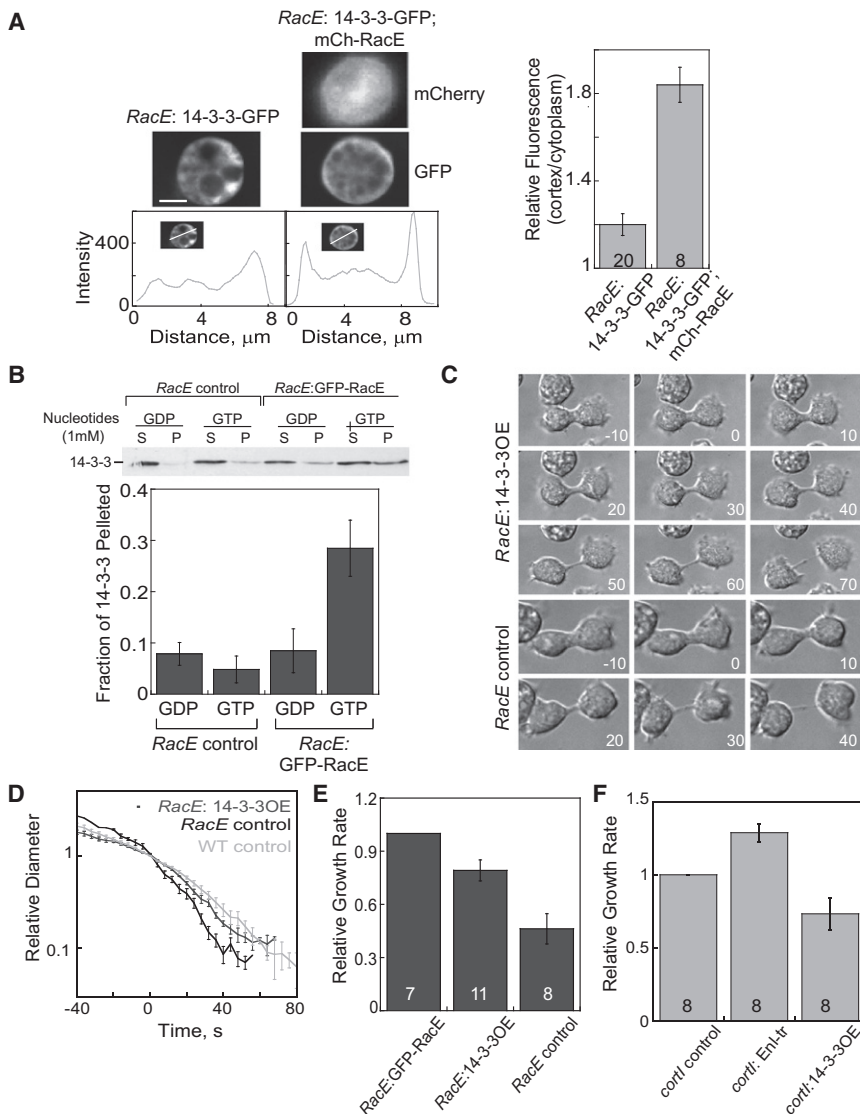 A
RacE: 14-3-3-GFP;
mCh-RacE
mCherry
RacE: 14-3-3-GFP
GFP
Intensity
400
0
0 4 8
Distance, μm
0 4 8
Distance, μm
Relative Fluorescence
(cortex/cytoplasm)
1.8
1.4
1
20
8
RacE:
14-3-3-GFP
RacE:
14-3-3-GFP;
mCh-RacE
B
RacE control
RacE:GFP-RacE
Nucleotides
(1mM)
GDP GTP GDP +GTP
S P S P S P S P
14-3-3
Fraction of 14-3-3 Pelleted
0.4
0.3
0.2
0.1
0
GDP GTP GDP GTP
RacE control
RacE:
GFP-RacE
C
RacE:14-3-3OE
-10 0 10
20 30 40
50 60 70
RacE control
-10 0 10
20 30 40
D
RacE: 14-3-3OE
RacE control
WT control
Relative Diameter
1
0.1
-40 0 40 80
Time, s
E
Relative Growth Rate
1.2
0.9
0.6
0.3
0
7
11
8
RacE:GFP-RacE
RacE:14-3-3OE
RacE control
F
Relative Growth Rate
1.5
1
0.5
0
8
8
8
cortI control
cortI: Enl-tr
cortI:14-3-3OE